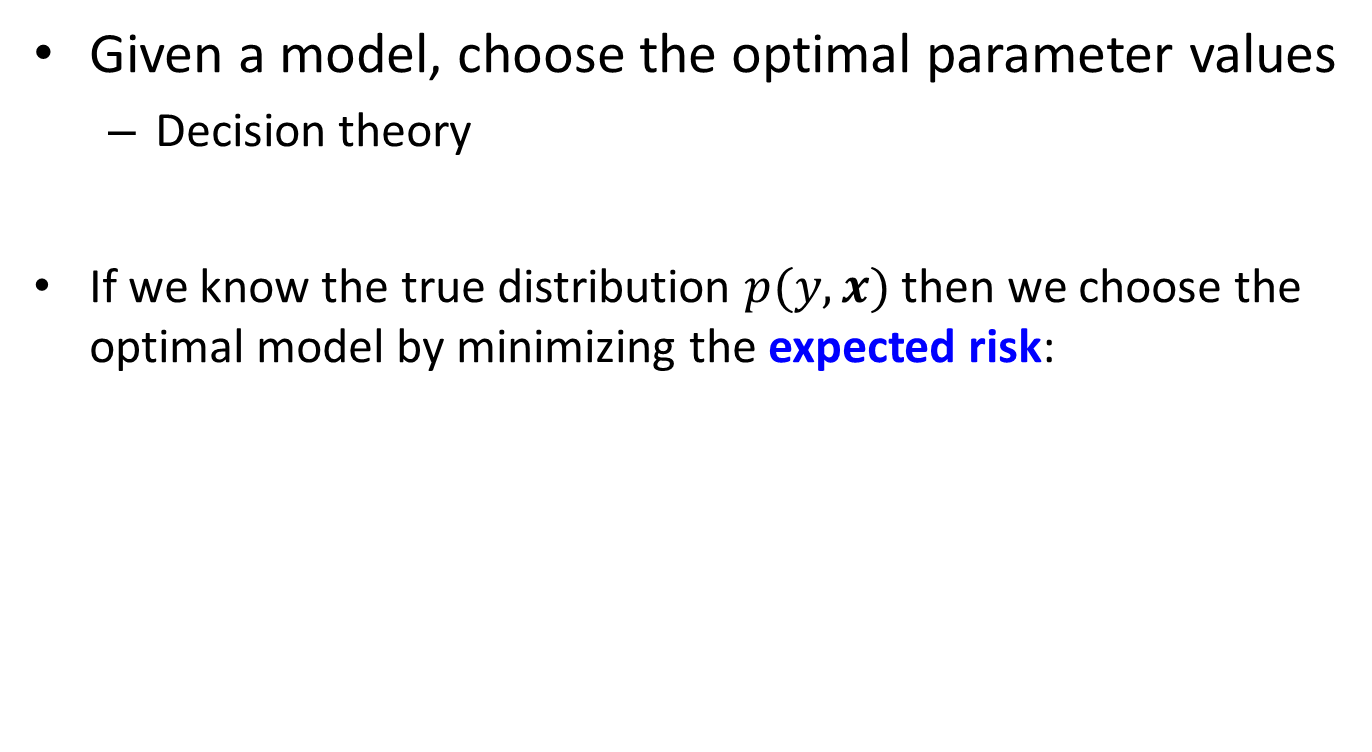 • Given a model, choose the optimal parameter values
– Decision theory
• If we know the true distribution p(y, x) then we choose the
optimal model by minimizing the expected risk: